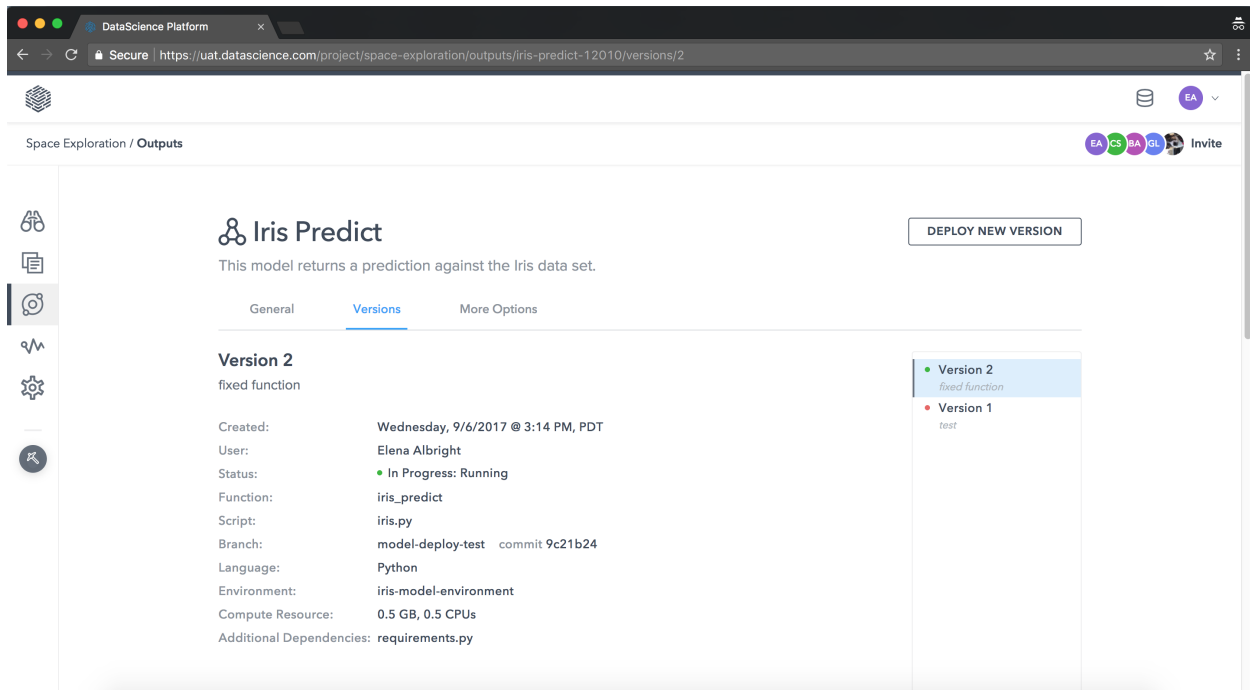 DataScience Platform
Secure https://uat.datascience.com/project/space-exploration/outputs/iris-predict-12010/versions/2
EA
Space Exploration / Outputs
EA CS BA GL Invite
Iris Predict
DEPLOY NEW VERSION
This model returns a prediction against the Iris data set.
General Versions More Options
Version 2
fixed function
Created: Wednesday, 9/6/2017 @ 3:14 PM, PDT
User: Elena Albright
Status: In Progress: Running
Function: iris_predict
Script: iris.py
Branch: model-deploy-test commit 9c21b24
Language: Python
Environment: iris-model-environment
Compute Resource: 0.5 GB, 0.5 CPUs
Additional Dependencies: requirements.py
Version 2
fixed function
Version 1
test